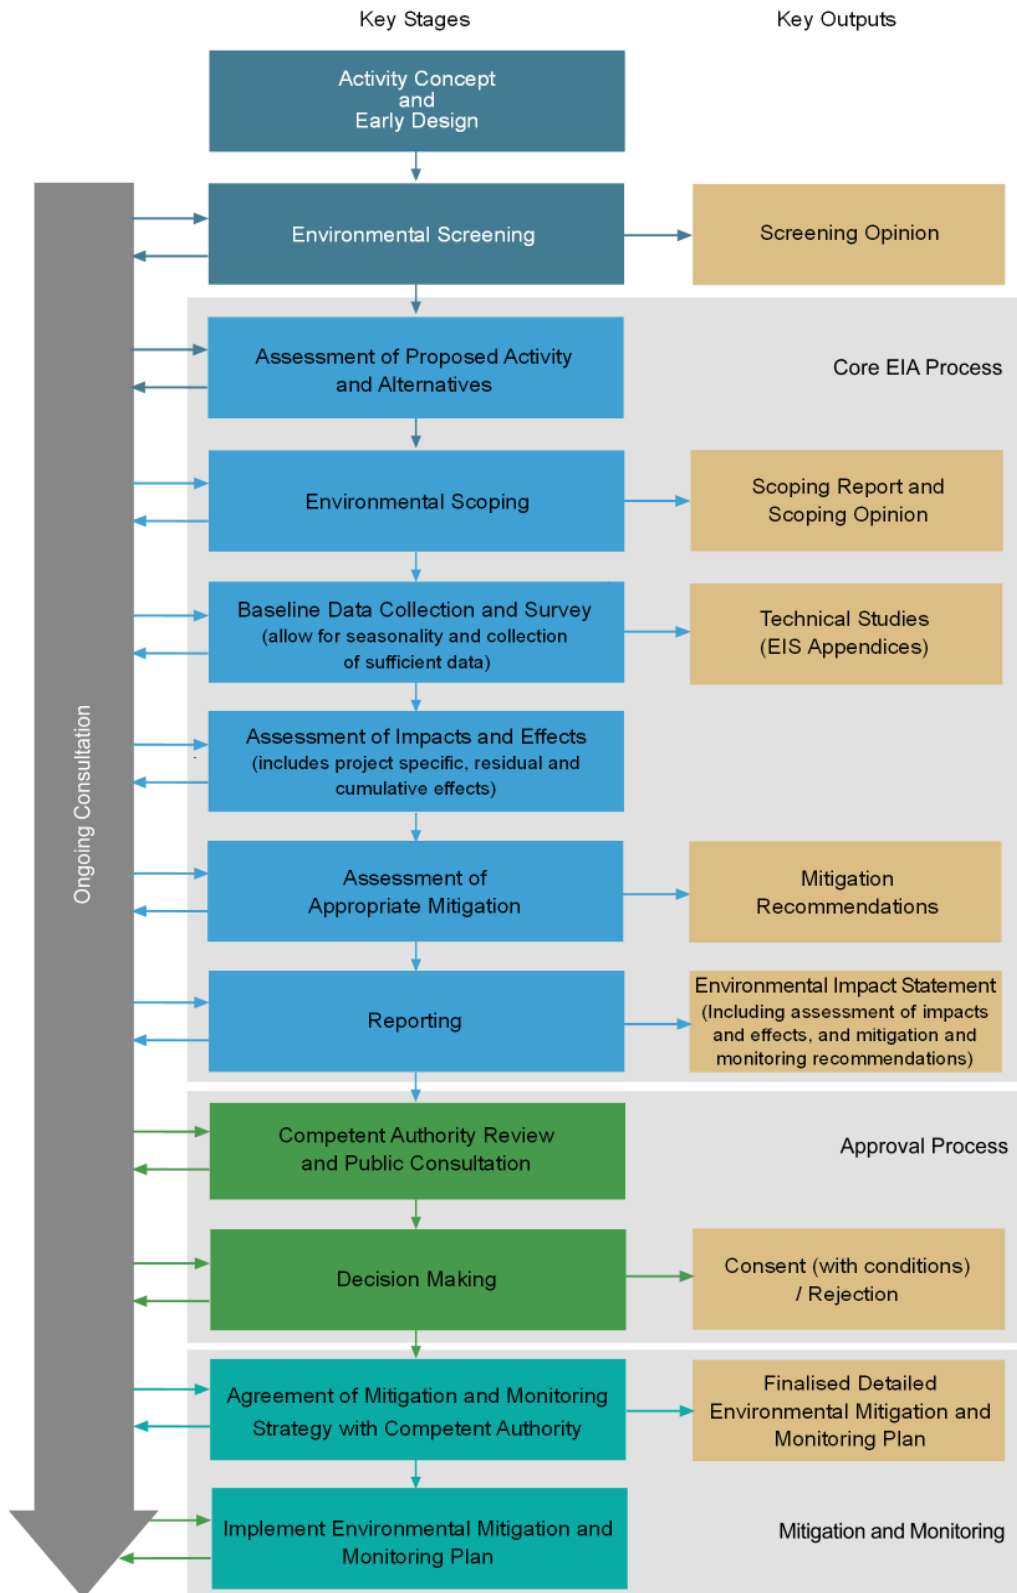 Key Stages
Key Outputs
Activity Concept
and
Early Design
Environmental Screening
Screening Opinion
Assessment of Proposed Activity
and Alternatives
Core EIA Process
Environmental Scoping
Scoping Report and
Scoping Opinion
Baseline Data Collection and Survey
(allow for seasonality and collection
of sufficient data)
Technical Studies
(EIS Appendices)
Ongoing Consultation
Assessment of Impacts and Effects
(includes project specific, residual and
cumulative effects)
Assessment of
Appropriate Mitigation
Mitigation
Recommendations
Reporting
Environmental Impact Statement
(Including assessment of impacts
and effects, and mitigation and
monitoring recommendations)
Competent Authority Review
and Public Consultation
Approval Process
Decision Making
Consent (with conditions)
/ Rejection
Agreement of Mitigation and Monitoring
Strategy with Competent Authority
Finalised Detailed
Environmental Mitigation and
Monitoring Plan
Implement Environmental Mitigation and
Monitoring Plan
Mitigation and Monitoring